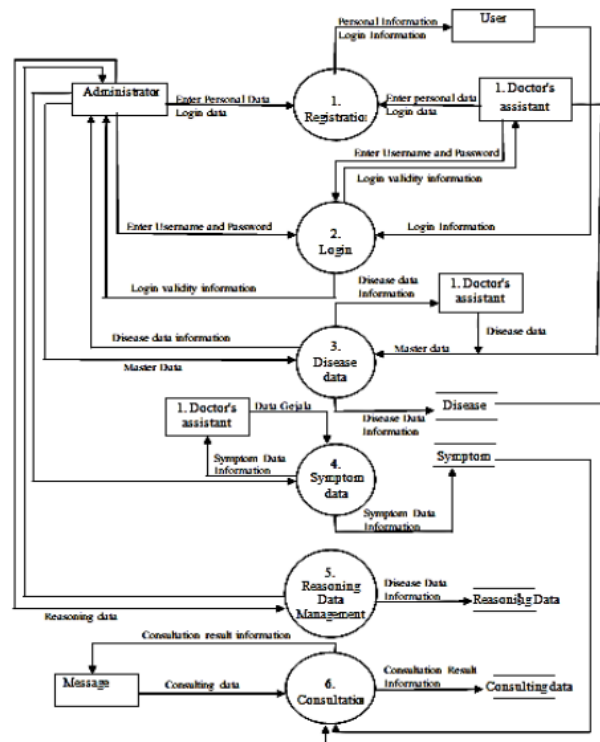 Personal Information
Login Information
User
Administrator
Enter Personal Data
Login data
1.
Registration
Enter personal data
Login data
1. Doctor's
assistant
Enter Username and Password
Login validity information
Enter Username and Password
2.
Login
Login Information
Login validity information
Disease data
Information
1. Doctor's
assistant
Disease data
Disease data information
3.
Disease
data
Master data
Master Data
Disease
Disease Data
Information
1. Doctor's
assistant
Data Gejala
4.
Symptom
data
Symptom
Symptom Data
Information
Symptom Data
Information
5.
Reasoning
Data
Management
Disease Data
Information
Reasoning Data
Reasoning data
Consultation result information
Message
Consulting data
6.
Consultation
Consultation Result
Information
Consulting data